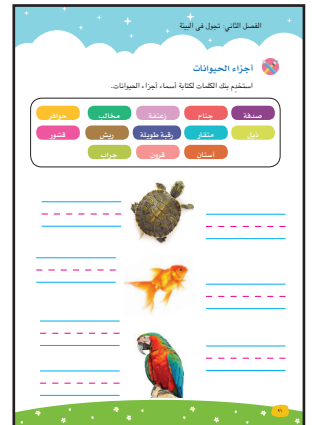 الفصل الثاني: تجول في البيئة
أجزاء الحيوانات
استخدِم بنك الكلمات لكتابة أسماء أجزاء الحيوانات.
صدفة جناح زعنفة مخالب حوافر
ذيل منقار رقبة طويلة ريش قشور
أسنان قرون جراب